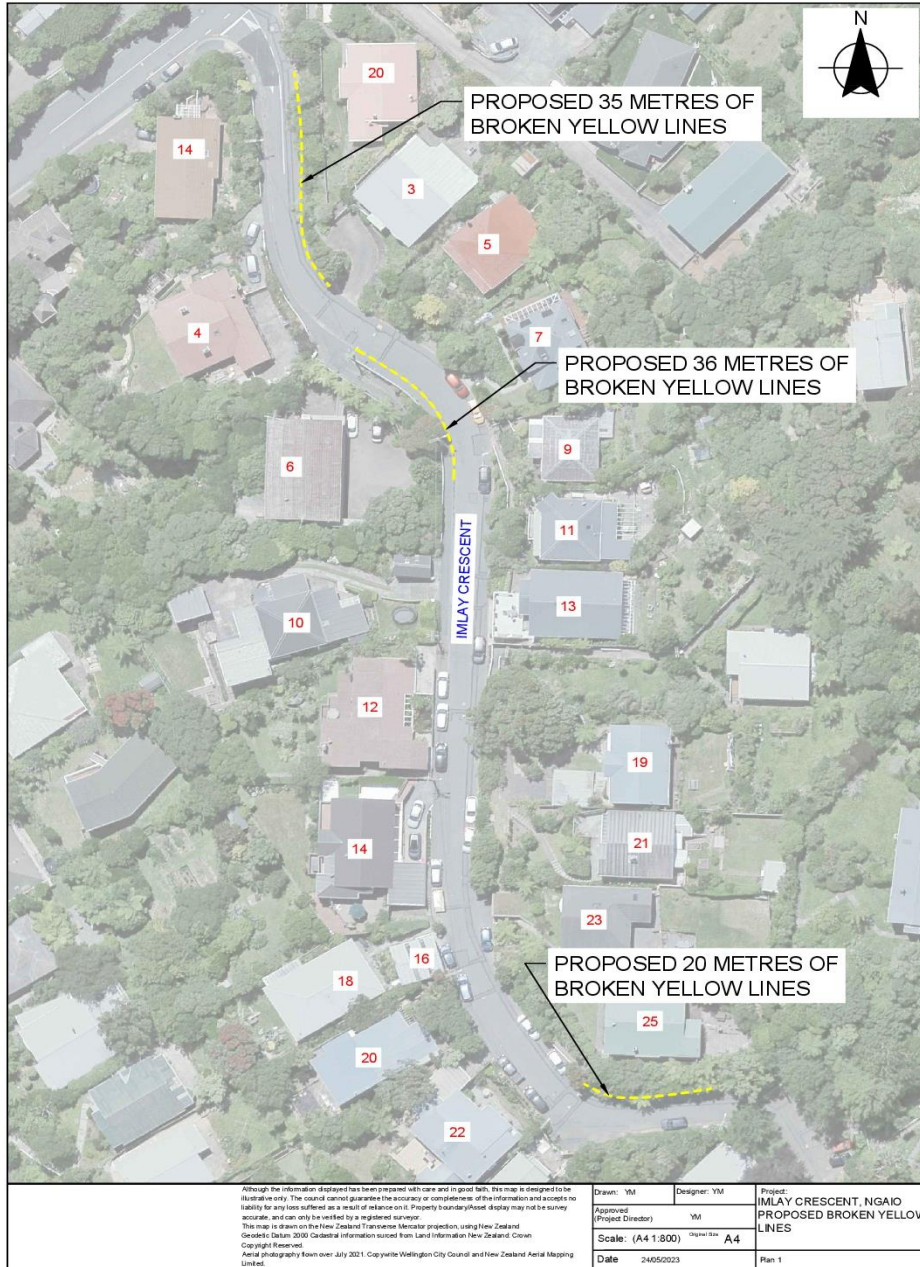 N
20
PROPOSED 35 METRES OF
BROKEN YELLOW LINES
14
3
5
4
7
PROPOSED 36 METRES OF
BROKEN YELLOW LINES
9
6
11
IMLAY CRESCENT
13
10
12
19
21
14
23
16
18
PROPOSED 20 METRES OF
BROKEN YELLOW LINES
25
20
22
Although the information displayed has been prepared with care and in good faith, this map is designed to be
illustrative only. The council cannot guarantee the accuracy or completeness of the information and accepts no
liability for any loss suffered as a result of reliance on it. Property boundary/Asset display may not be survey
accurate, and can only be verified by a registered surveyor.
This map is drawn on the New Zealand Transverse Mercator projection, using New Zealand
Geodetic Datum 2000 Cadastral information surced from Land Information New Zealand: Crown
Copyright Reserved.
Aerial photography flown over July 2021. Copywrite Wellington City Council and New Zealand Aerial Mapping
Limited.
Drawn: YM
Designer: YM
Approved
(Project Director) YM
Scale: (A4 1:800) Original Size A4
Date 24/05/2023
Project:
IMLAY CRESCENT, NGAIO
PROPOSED BROKEN YELLOW
LINES
Plan 1